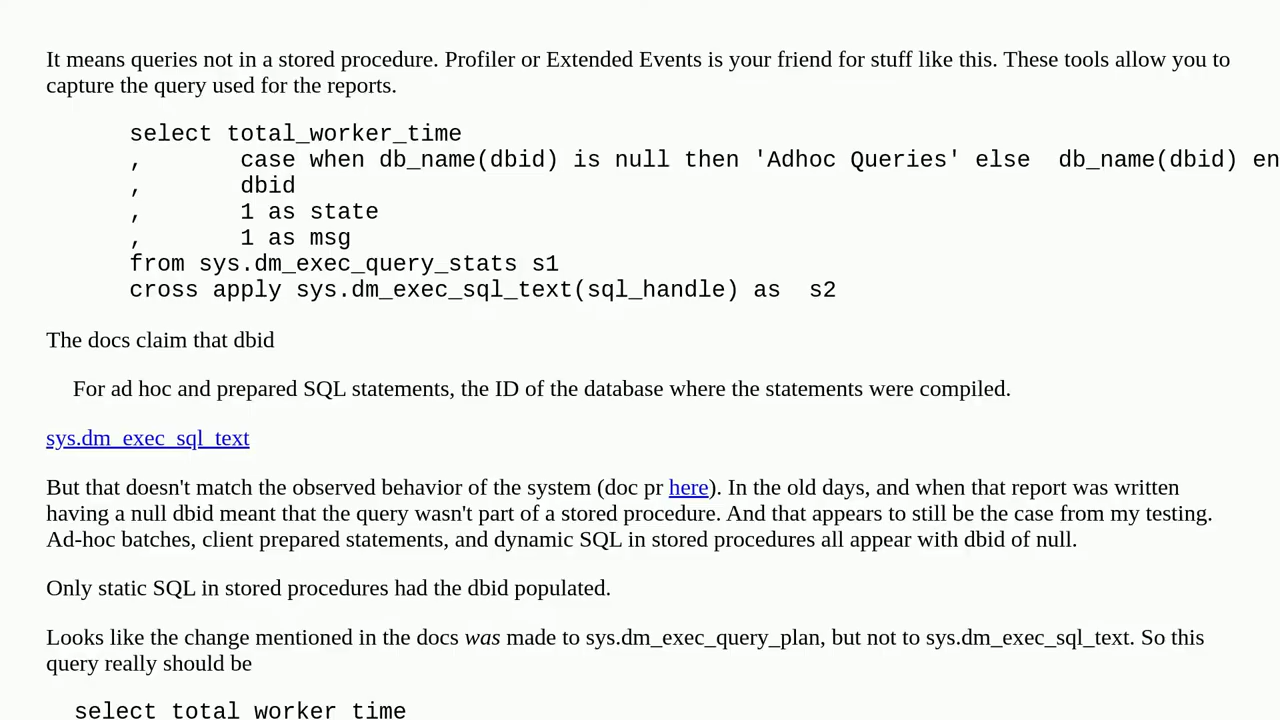 It means queries not in a stored procedure. Profiler or Extended Events is your friend for stuff like this. These tools allow you to
capture the query used for the reports.
select total_worker_time
,       case when db_name(dbid) is null then 'Adhoc Queries' else  db_name(dbid) en
,       dbid
,       1 as state
,       1 as msg
from sys.dm_exec_query_stats s1
cross apply sys.dm_exec_sql_text(sql_handle) as  s2
The docs claim that dbid
For ad hoc and prepared SQL statements, the ID of the database where the statements were compiled.
sys.dm_exec_sql_text
But that doesn't match the observed behavior of the system (doc pr here). In the old days, and when that report was written
having a null dbid meant that the query wasn't part of a stored procedure. And that appears to still be the case from my testing.
Ad-hoc batches, client prepared statements, and dynamic SQL in stored procedures all appear with dbid of null.
Only static SQL in stored procedures had the dbid populated.
Looks like the change mentioned in the docs was made to sys.dm_exec_query_plan, but not to sys.dm_exec_sql_text. So this
query really should be
select total_worker_time